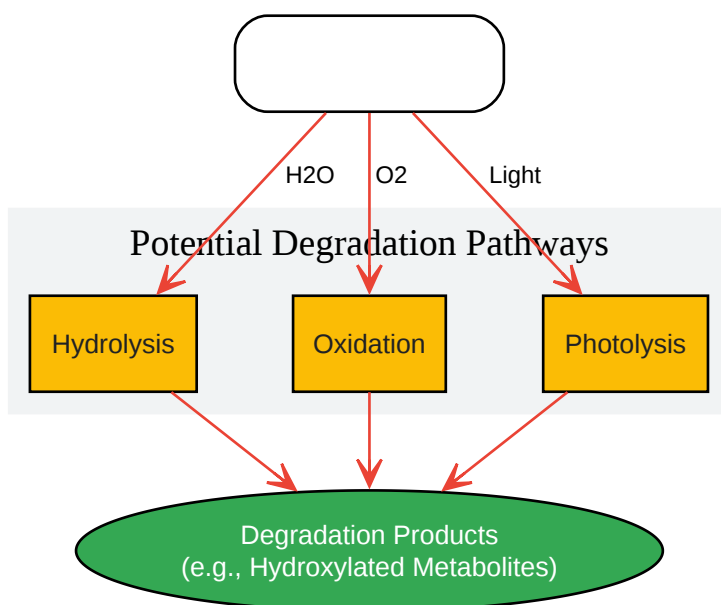 H2O
O2
Light
Potential Degradation Pathways
Hydrolysis
Oxidation
Photolysis
Degradation Products
(e.g., Hydroxylated Metabolites)